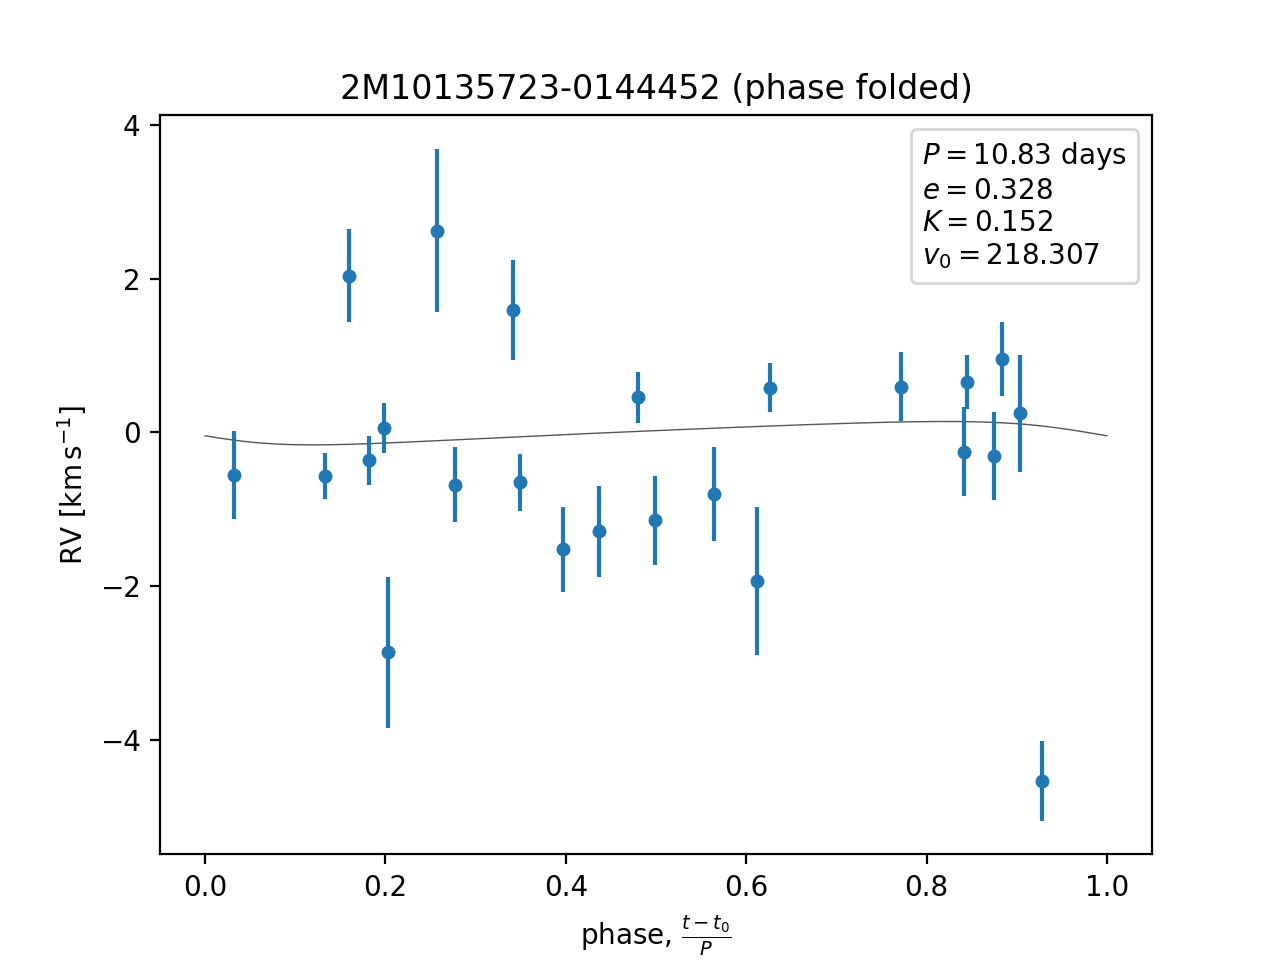 2M10135723-0144452 (phase folded)
P = 10.83 days
e = 0.328
K = 0.152
v₀ = 218.307
4
2
0
−2
−4
RV [km s⁻¹]
0.0 0.2 0.4 0.6 0.8 1.0
phase, (t − t₀)/P